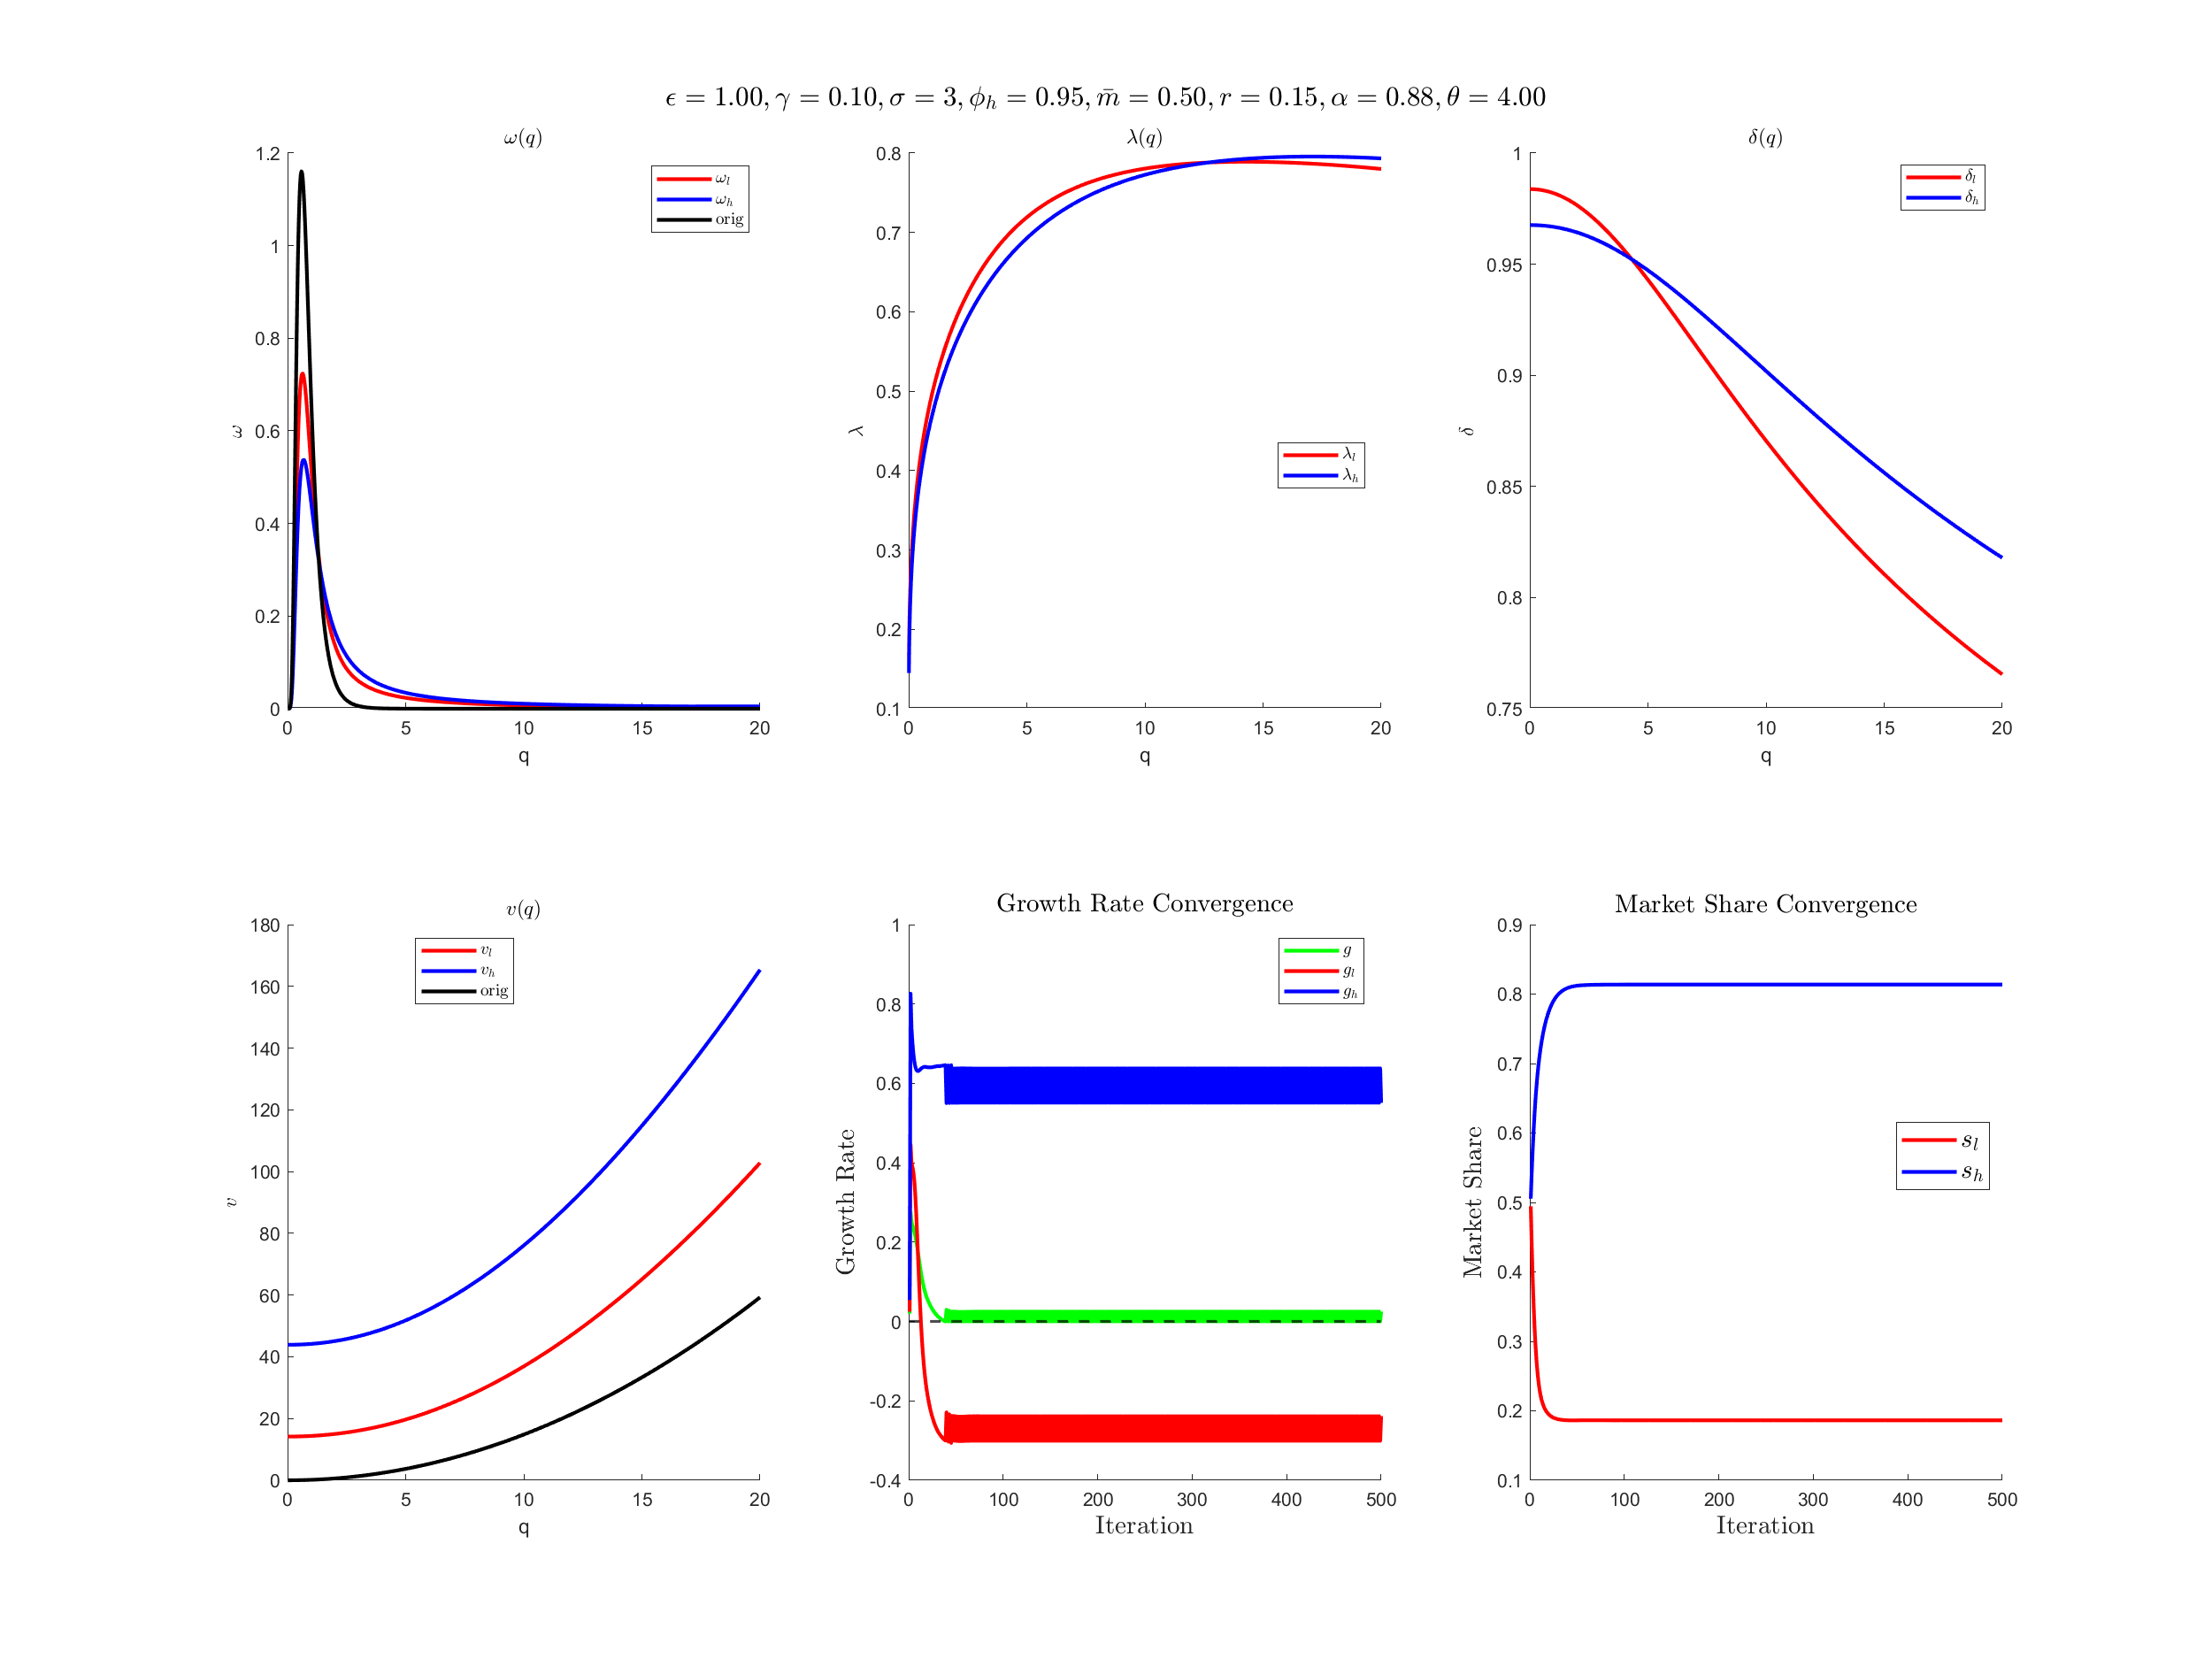 ϵ = 1.00, γ = 0.10, σ = 3, ϕ_h = 0.95, m̄ = 0.50, r = 0.15, α = 0.88, θ = 4.00
ω(q)
1.2
1
0.8
0.6
0.4
0.2
0
0 5 10 15 20
q
ω
ω_l
ω_h
orig
λ(q)
0.8
0.7
0.6
0.5
0.4
0.3
0.2
0.1
0 5 10 15 20
q
λ
λ_l
λ_h
δ(q)
1
0.95
0.9
0.85
0.8
0.75
0 5 10 15 20
q
δ
δ_l
δ_h
v(q)
180
160
140
120
100
80
60
40
20
0
0 5 10 15 20
q
v
v_l
v_h
orig
Growth Rate Convergence
1
0.8
0.6
0.4
0.2
0
-0.2
-0.4
0 100 200 300 400 500
Iteration
Growth Rate
g
g_l
g_h
Market Share Convergence
0.9
0.8
0.7
0.6
0.5
0.4
0.3
0.2
0.1
0 100 200 300 400 500
Iteration
Market Share
s_l
s_h